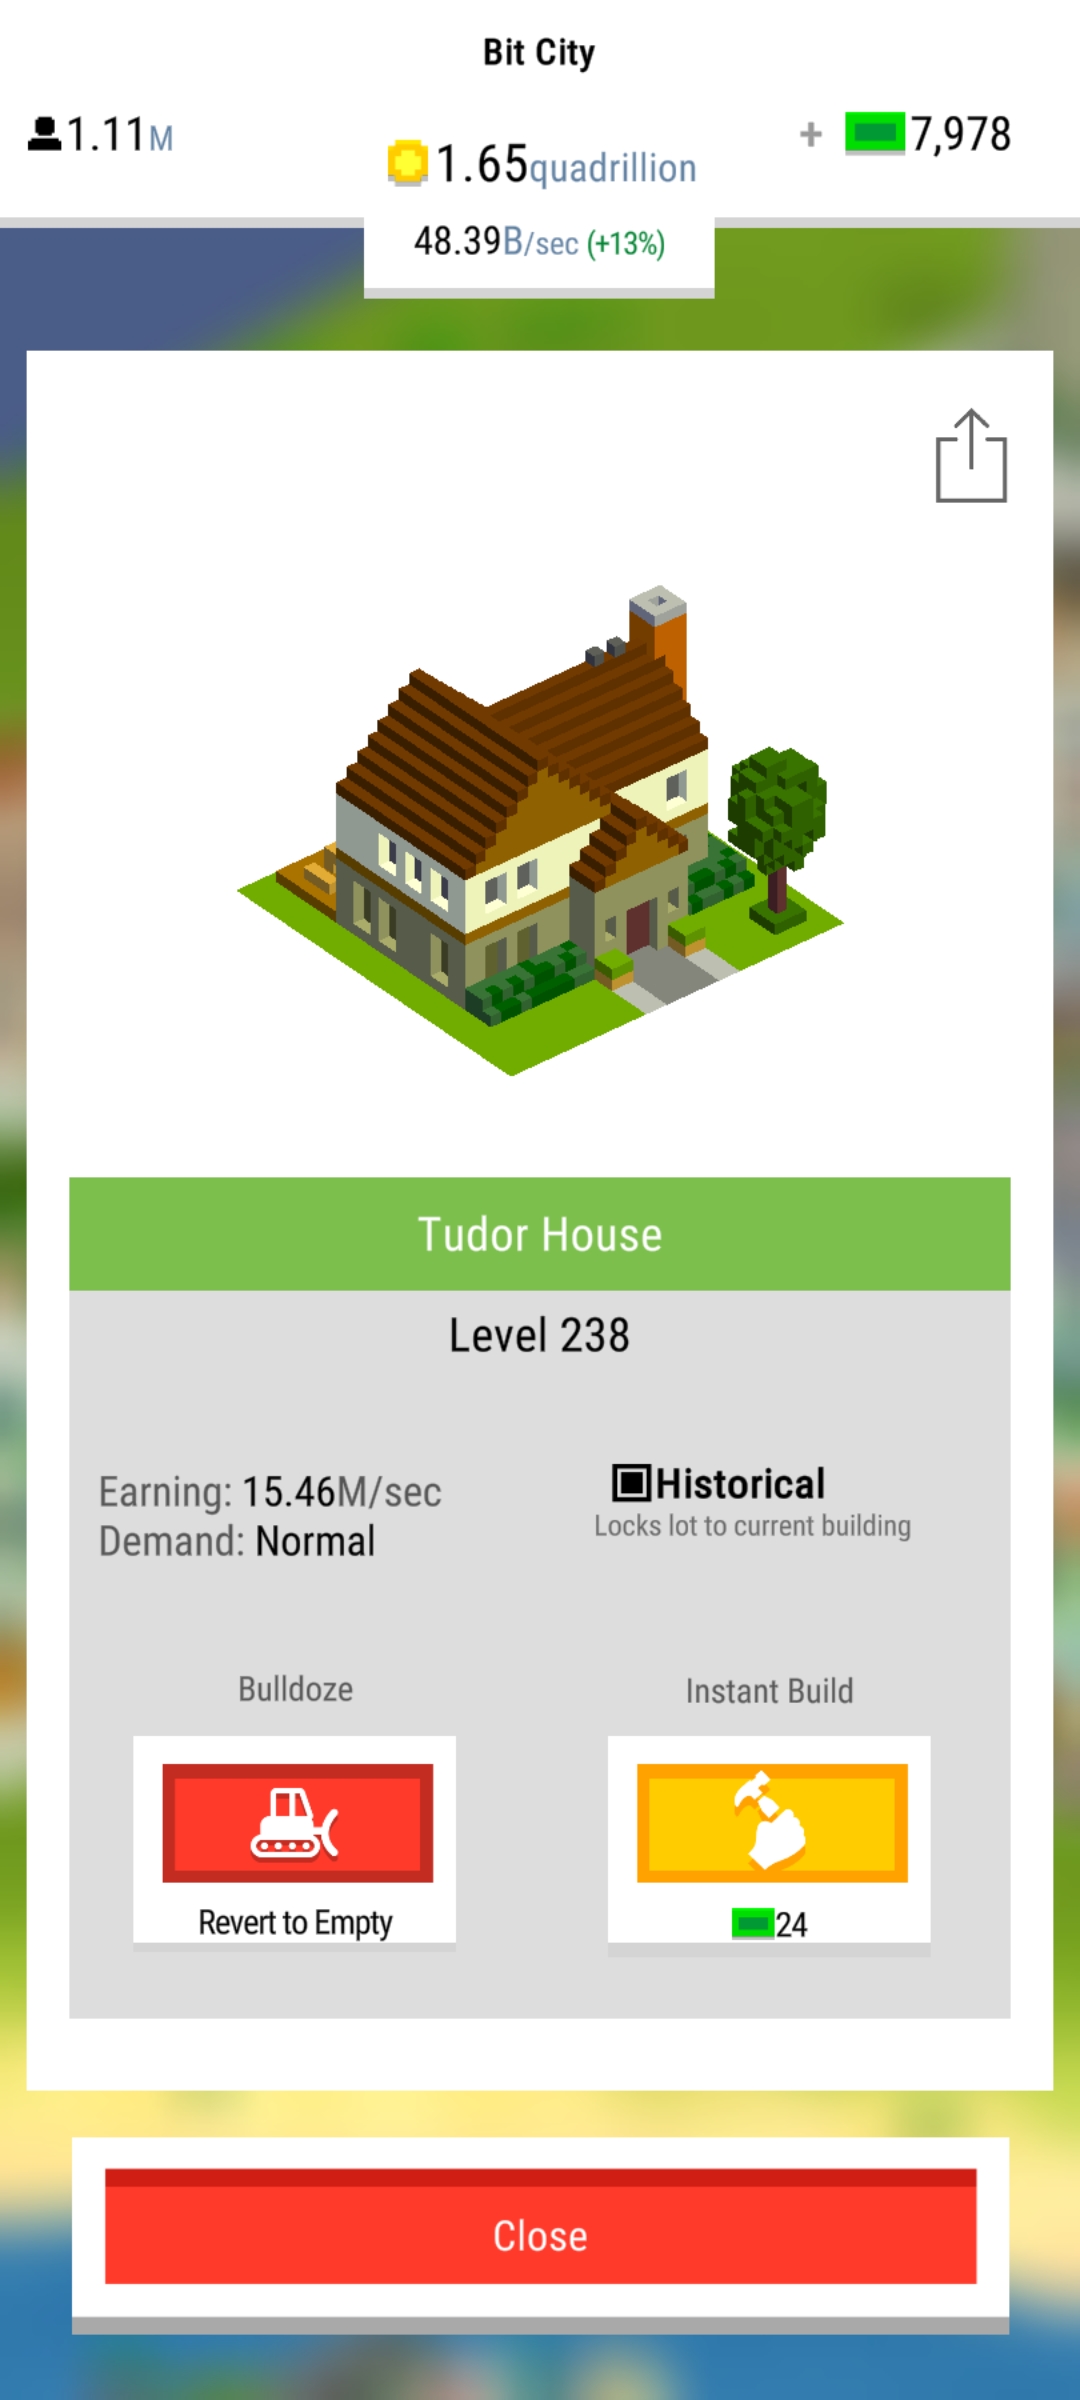 Bit City
1.11M
1.65quadrillion
+ 7,978
48.39B/sec (+13%)
Tudor House
Level 238
Earning: 15.46M/sec
Demand: Normal
Historical
Locks lot to current building
Bulldoze
Revert to Empty
Instant Build
24
Close